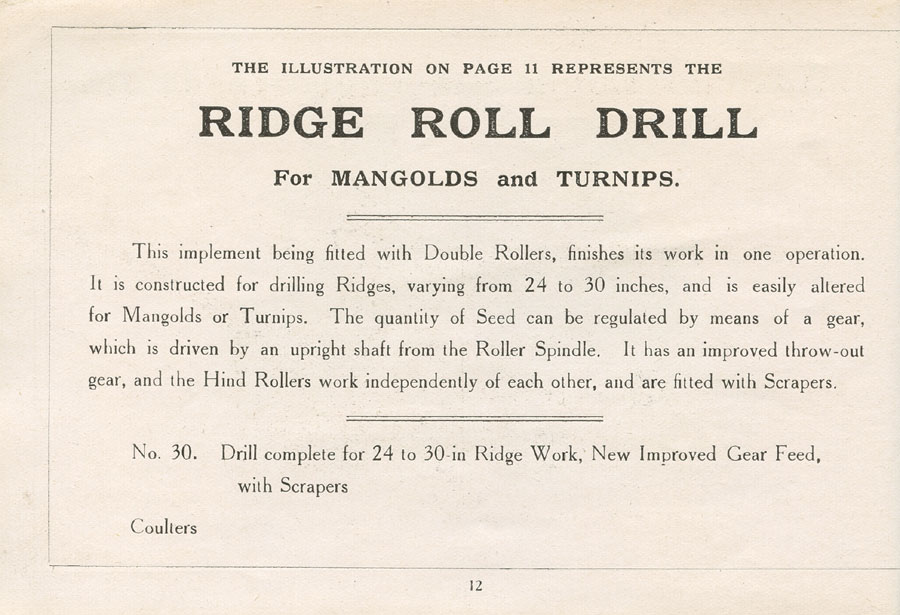 THE ILLUSTRATION ON PAGE 11 REPRESENTS THE
RIDGE ROLL DRILL
For MANGOLDS and TURNIPS.
This implement being fitted with Double Rollers, finishes its work in one operation.
It is constructed for drilling Ridges, varying from 24 to 30 inches, and is easily altered
for Mangolds or Turnips. The quantity of Seed can be regulated by means of a gear,
which is driven by an upright shaft from the Roller Spindle. It has an improved throw-out
gear, and the Hind Rollers work independently of each other, and are fitted with Scrapers.
No. 30. Drill complete for 24 to 30-in Ridge Work, New Improved Gear Feed,
with Scrapers
Coulters
12